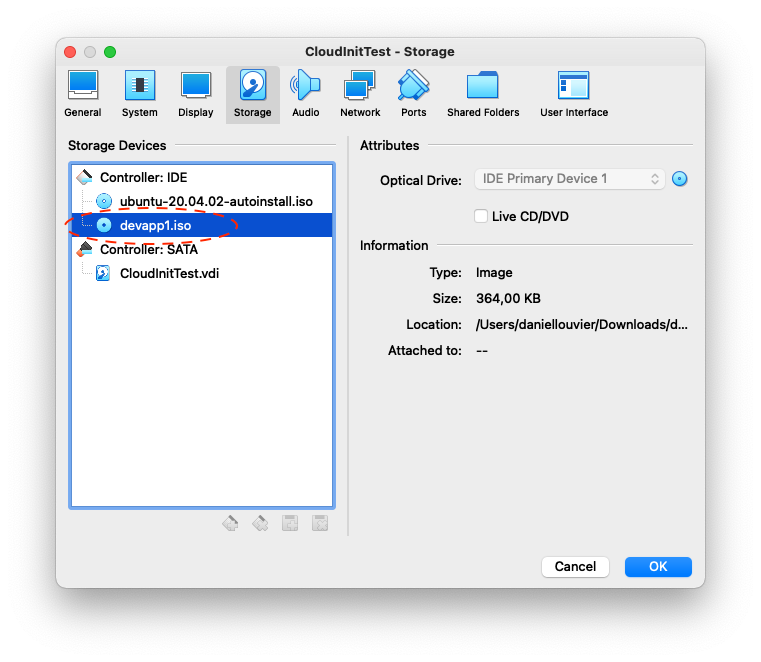 CloudInitTest - Storage
General System Display Storage Audio Network Ports Shared Folders User Interface
Storage Devices
Controller: IDE
ubuntu-20.04.02-autoinstall.iso
devapp1.iso
Controller: SATA
CloudInitTest.vdi
Attributes
Optical Drive: IDE Primary Device 1
Live CD/DVD
Information
Type: Image
Size: 364,00 KB
Location: /Users/daniellouvier/Downloads/d...
Attached to: --
Cancel OK